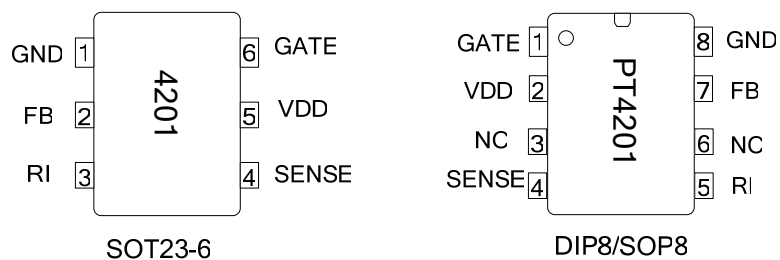 GND 1 6 GATE
FB 2 5 VDD
RI 3 4 SENSE
4201
SOT23-6
GATE 1 8 GND
VDD 2 7 FB
NC 3 6 NC
SENSE 4 5 RI
PT4201
DIP8/SOP8